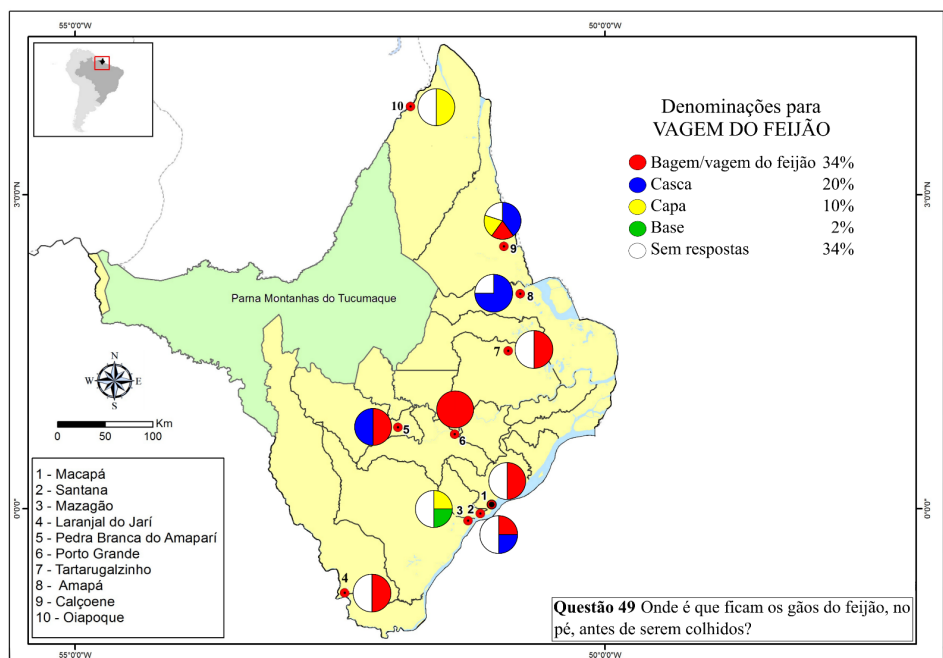 55°0'0"W
50°0'0"W
Denominações para
VAGEM DO FEIJÃO
Bagem/vagem do feijão 34%
Casca 20%
Capa 10%
Base 2%
Sem respostas 34%
3°0'0"N
3°0'0"N
10
9
8
Parna Montanhas do Tucumaque
7
N
W E
S
Km
0 50 100
5
6
1
2
3
4
0°0'0"
0°0'0"
1 - Macapá
2 - Santana
3 - Mazagão
4 - Laranjal do Jarí
5 - Pedra Branca do Amaparí
6 - Porto Grande
7 - Tartarugalzinho
8 - Amapá
9 - Calçoene
10 - Oiapoque
Questão 49 Onde é que ficam os gãos do feijão, no
pé, antes de serem colhidos?
55°0'0"W
50°0'0"W